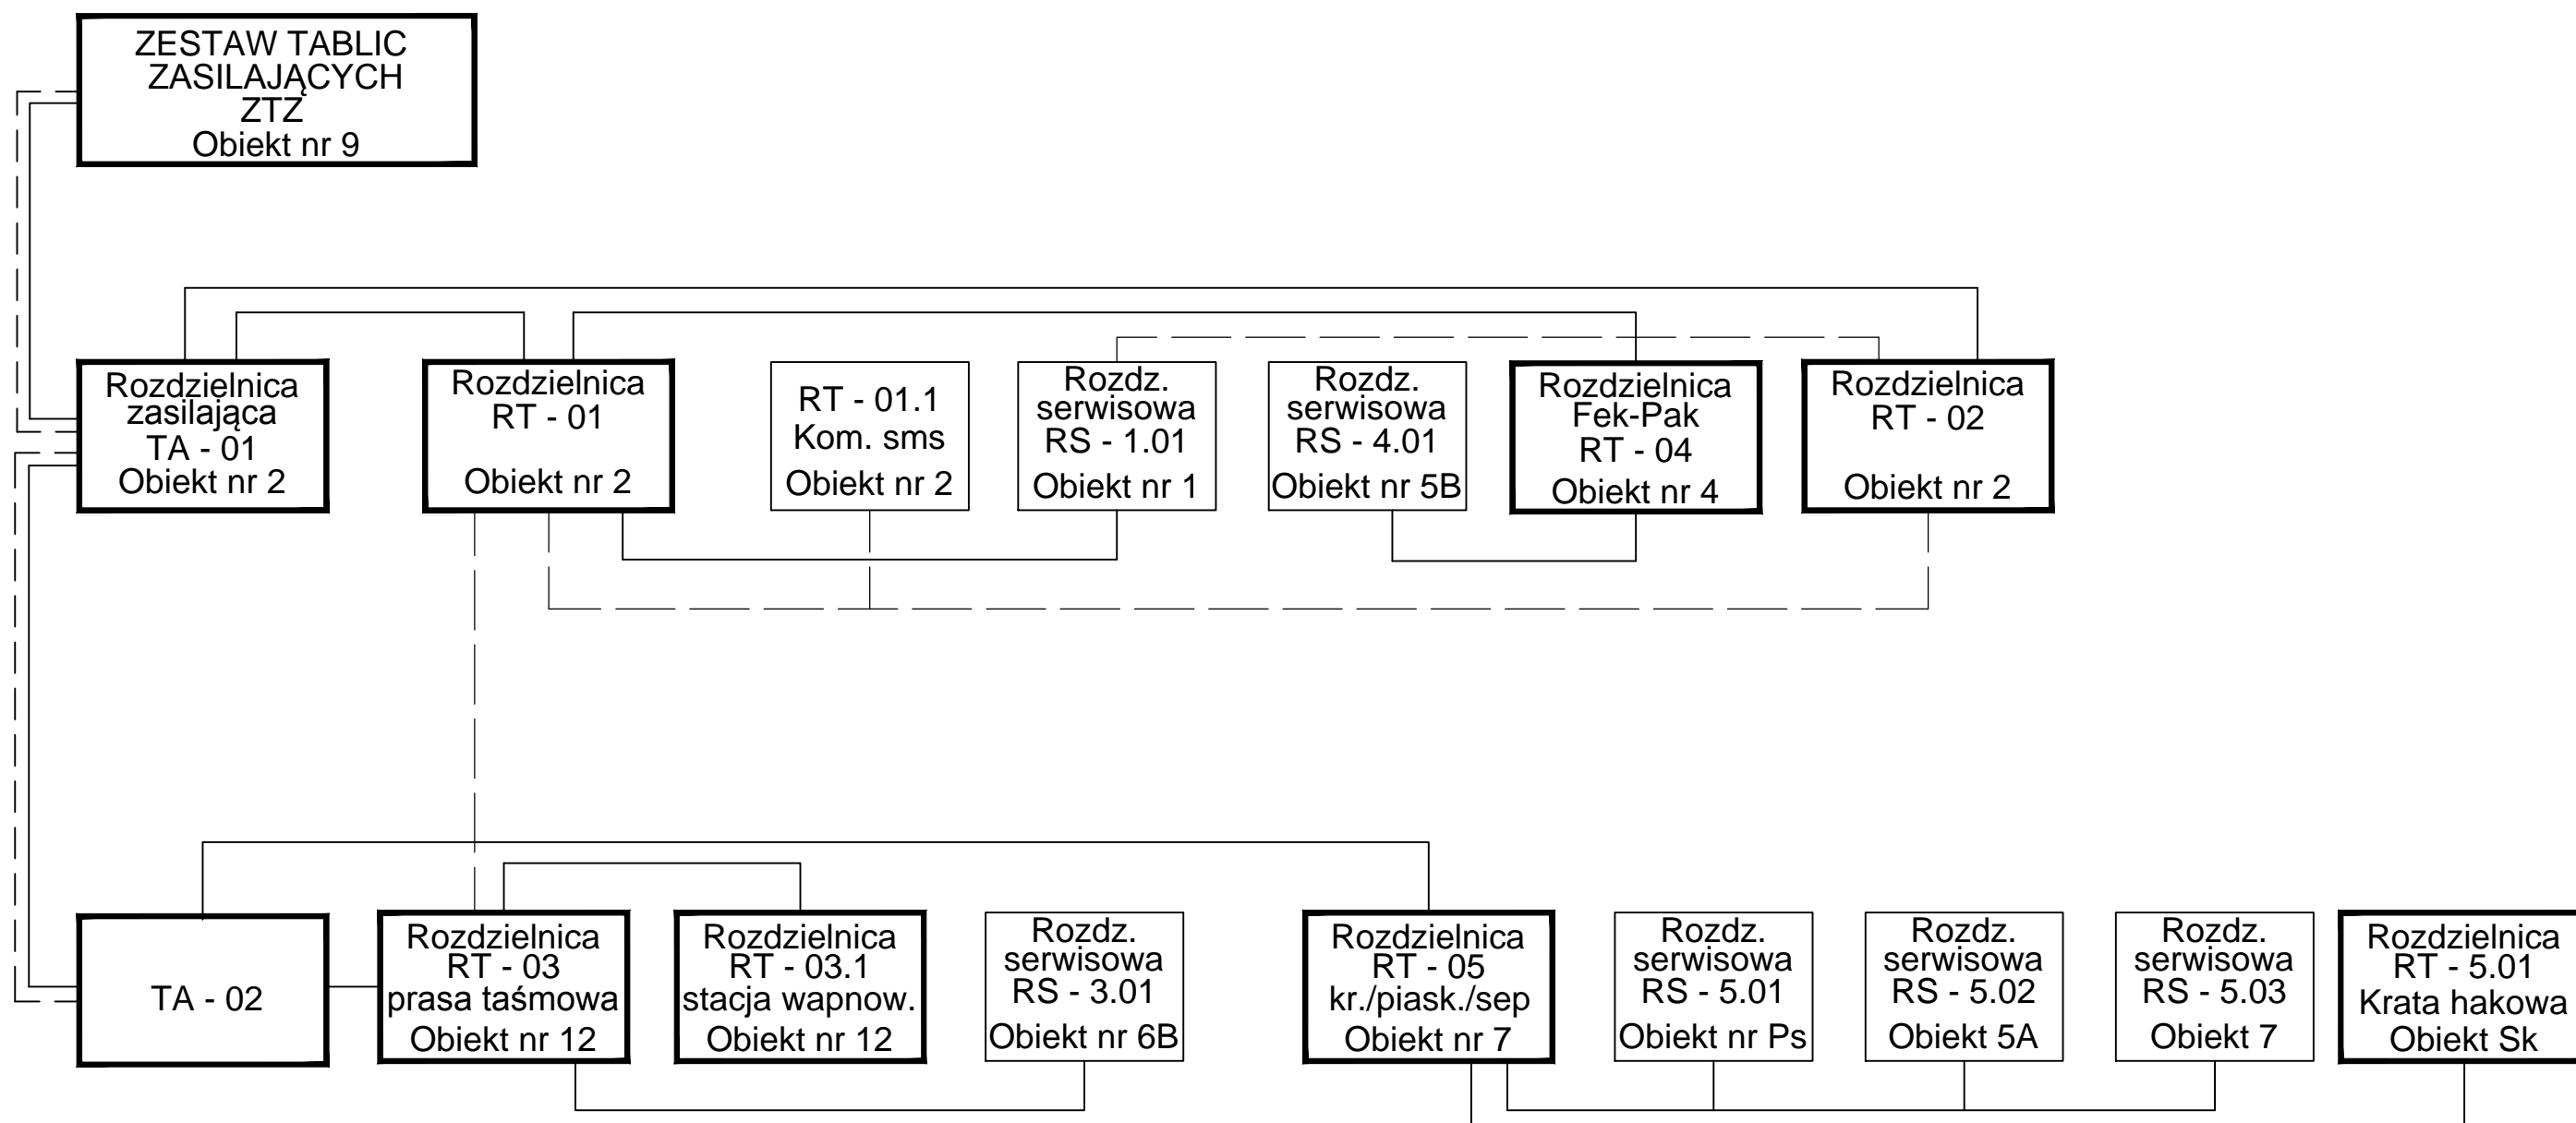 ZESTAW TABLIC
ZASILAJĄCYCH
ZTZ
Obiekt nr 9
Rozdzielnica
zasilająca
TA - 01
Obiekt nr 2
Rozdzielnica
RT - 01
Obiekt nr 2
RT - 01.1
Kom. sms
Obiekt nr 2
Rozdz.
serwisowa
RS - 1.01
Obiekt nr 1
Rozdz.
serwisowa
RS - 4.01
Obiekt nr 5B
Rozdzielnica
Fek-Pak
RT - 04
Obiekt nr 4
Rozdzielnica
RT - 02
Obiekt nr 2
TA - 02
Rozdzielnica
RT - 03
prasa taśmowa
Obiekt nr 12
Rozdzielnica
RT - 03.1
stacja wapnow.
Obiekt nr 12
Rozdz.
serwisowa
RS - 3.01
Obiekt nr 6B
Rozdzielnica
RT - 05
kr./piask./sep
Obiekt nr 7
Rozdz.
serwisowa
RS - 5.01
Obiekt nr Ps
Rozdz.
serwisowa
RS - 5.02
Obiekt 5A
Rozdz.
serwisowa
RS - 5.03
Obiekt 7
Rozdzielnica
RT - 5.01
Krata hakowa
Obiekt Sk